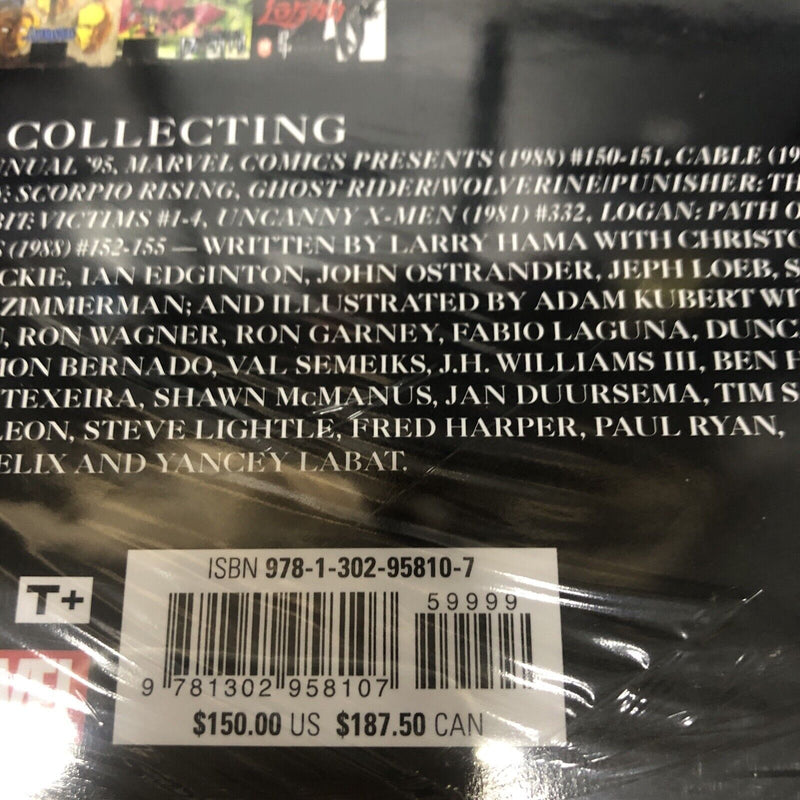 COLLECTING
NUAL '95, MARVEL COMICS PRESENTS (1988) #150-151, CABLE (19
: SCORPIO RISING, GHOST RIDER/WOLVERINE/PUNISHER: TH
BIT: VICTIMS #1-4, UNCANNY X-MEN (1981) #332, LOGAN: PATH O
S (1988) #152-155 — WRITTEN BY LARRY HAMA WITH CHRISTO
CKIE, IAN EDGINTON, JOHN OSTRANDER, JEPH LOEB, S
ZIMMERMAN; AND ILLUSTRATED BY ADAM KUBERT WIT
, RON WAGNER, RON GARNEY, FABIO LAGUNA, DUNC
ION BERNADO, VAL SEMEIKS, J.H. WILLIAMS III, BEN H
TEXEIRA, SHAWN McMANUS, JAN DUURSEMA, TIM S
LEON, STEVE LIGHTLE, FRED HARPER, PAUL RYAN,
ELIX AND YANCEY LABAT.
ISBN 978-1-302-95810-7
T+
59999
9 781302 958107
$150.00 US $187.50 CAN